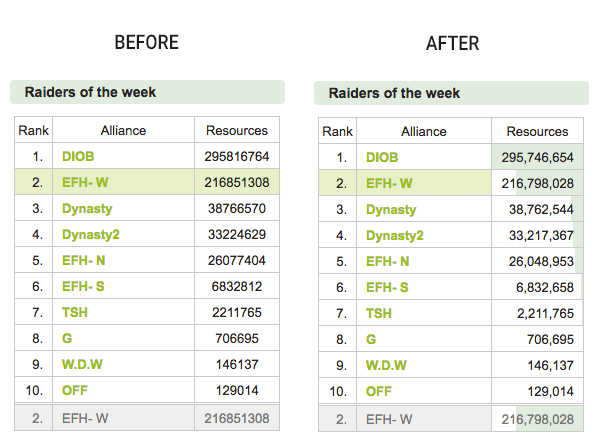 BEFORE
Raiders of the week
Rank Alliance Resources
1. DIOB 295816764
2. EFH- W 216851308
3. Dynasty 38766570
4. Dynasty2 33224629
5. EFH- N 26077404
6. EFH- S 6832812
7. TSH 2211765
8. G 706695
9. W.D.W 146137
10. OFF 129014
2. EFH- W 216851308
AFTER
Raiders of the week
Rank Alliance Resources
1. DIOB 295,746,654
2. EFH- W 216,798,028
3. Dynasty 38,762,544
4. Dynasty2 33,217,367
5. EFH- N 26,048,953
6. EFH- S 6,832,658
7. TSH 2,211,765
8. G 706,695
9. W.D.W 146,137
10. OFF 129,014
2. EFH- W 216,798,028